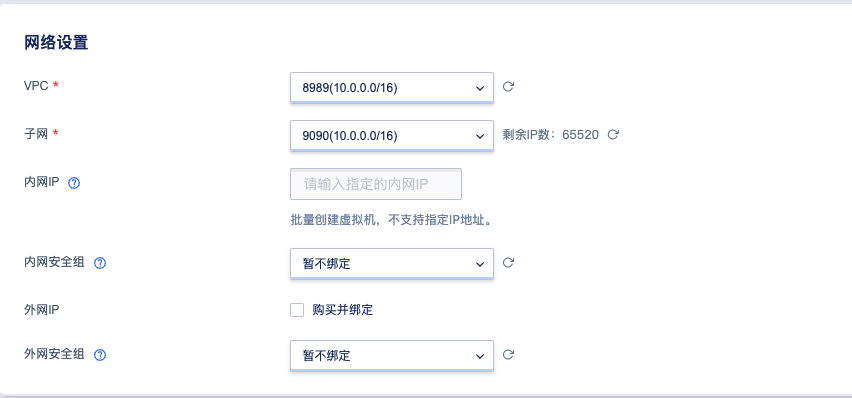 网络设置
VPC *
8989(10.0.0.0/16)
子网 *
9090(10.0.0.0/16)
剩余IP数：65520
内网IP
请输入指定的内网IP
批量创建虚拟机，不支持指定IP地址。
内网安全组
暂不绑定
外网IP
购买并绑定
外网安全组
暂不绑定